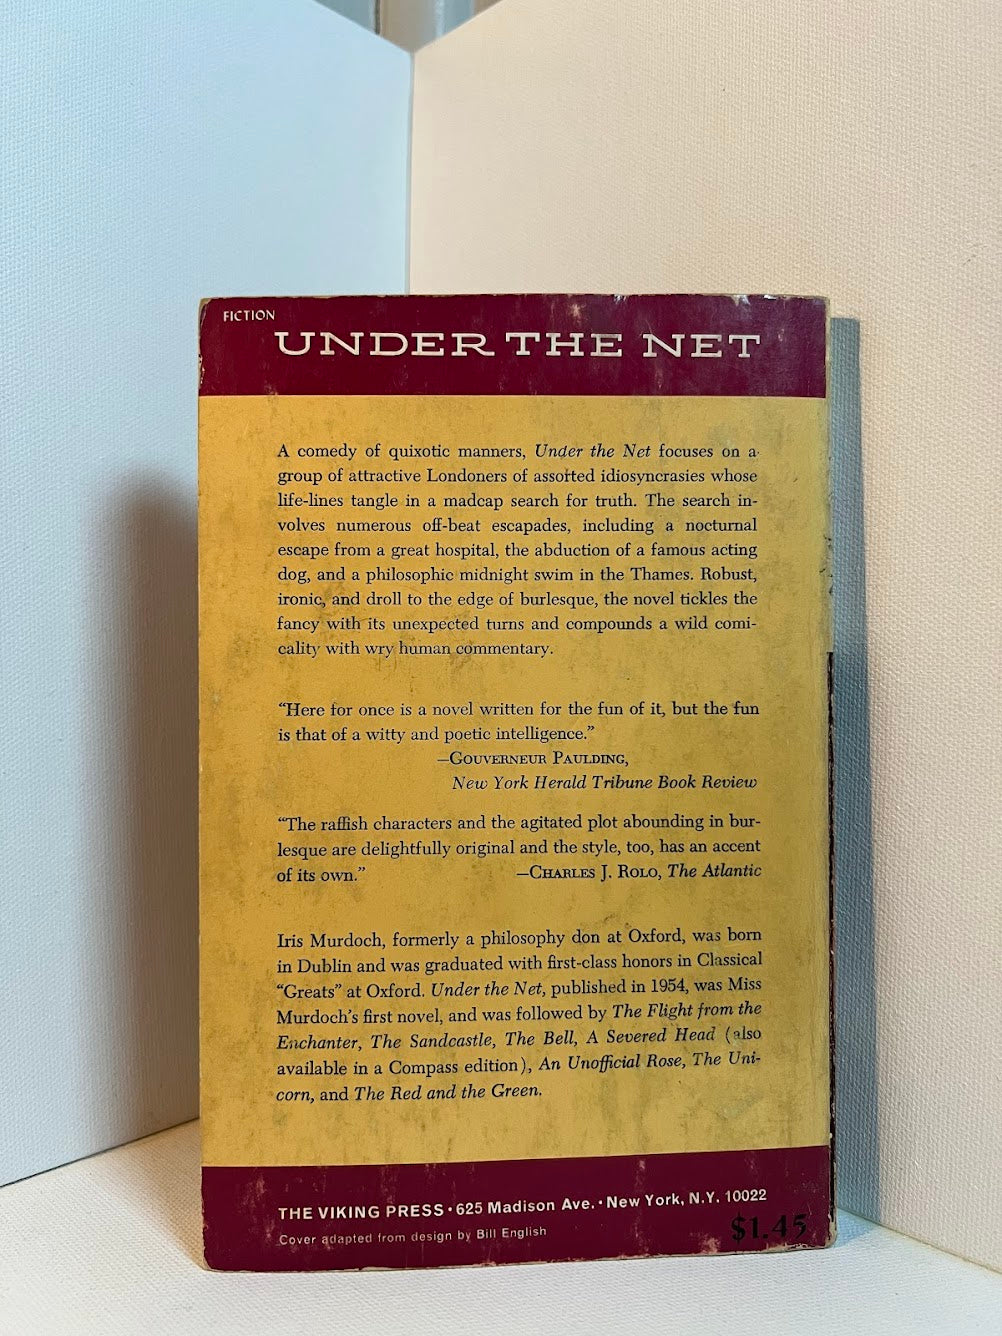 FICTION
UNDER THE NET
A comedy of quixotic manners, Under the Net focuses on a
group of attractive Londoners of assorted idiosyncrasies whose
life-lines tangle in a madcap search for truth. The search in-
volves numerous off-beat escapades, including a nocturnal
escape from a great hospital, the abduction of a famous acting
dog, and a philosophic midnight swim in the Thames. Robust,
ironic, and droll to the edge of burlesque, the novel tickles the
fancy with its unexpected turns and compounds a wild comi-
cality with wry human commentary.
“Here for once is a novel written for the fun of it, but the fun
is that of a witty and poetic intelligence.”
—Gouverneur Paulding,
New York Herald Tribune Book Review
“The raffish characters and the agitated plot abounding in bur-
lesque are delightfully original and the style, too, has an accent
of its own.” —Charles J. Rolo, The Atlantic
Iris Murdoch, formerly a philosophy don at Oxford, was born
in Dublin and was graduated with first-class honors in Classical
“Greats” at Oxford. Under the Net, published in 1954, was Miss
Murdoch’s first novel, and was followed by The Flight from the
Enchanter, The Sandcastle, The Bell, A Severed Head (also
available in a Compass edition), An Unofficial Rose, The Uni-
corn, and The Red and the Green.
THE VIKING PRESS • 625 Madison Ave. • New York, N.Y. 10022
Cover adapted from design by Bill English
$1.45